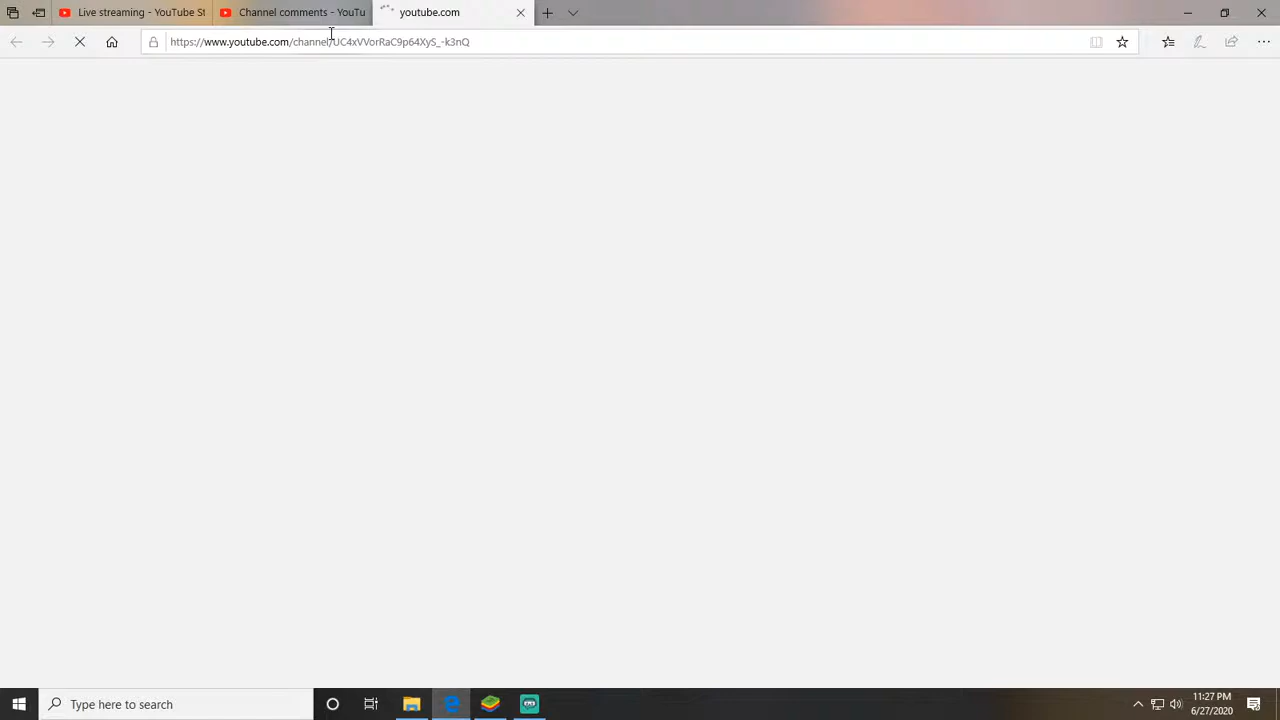 Live streaming - YouTube St
Channel comments - YouTu
youtube.com
https://www.youtube.com/channel/UC4xVVorRaC9p64XyS_-k3nQ
Type here to search
11:27 PM
6/27/2020